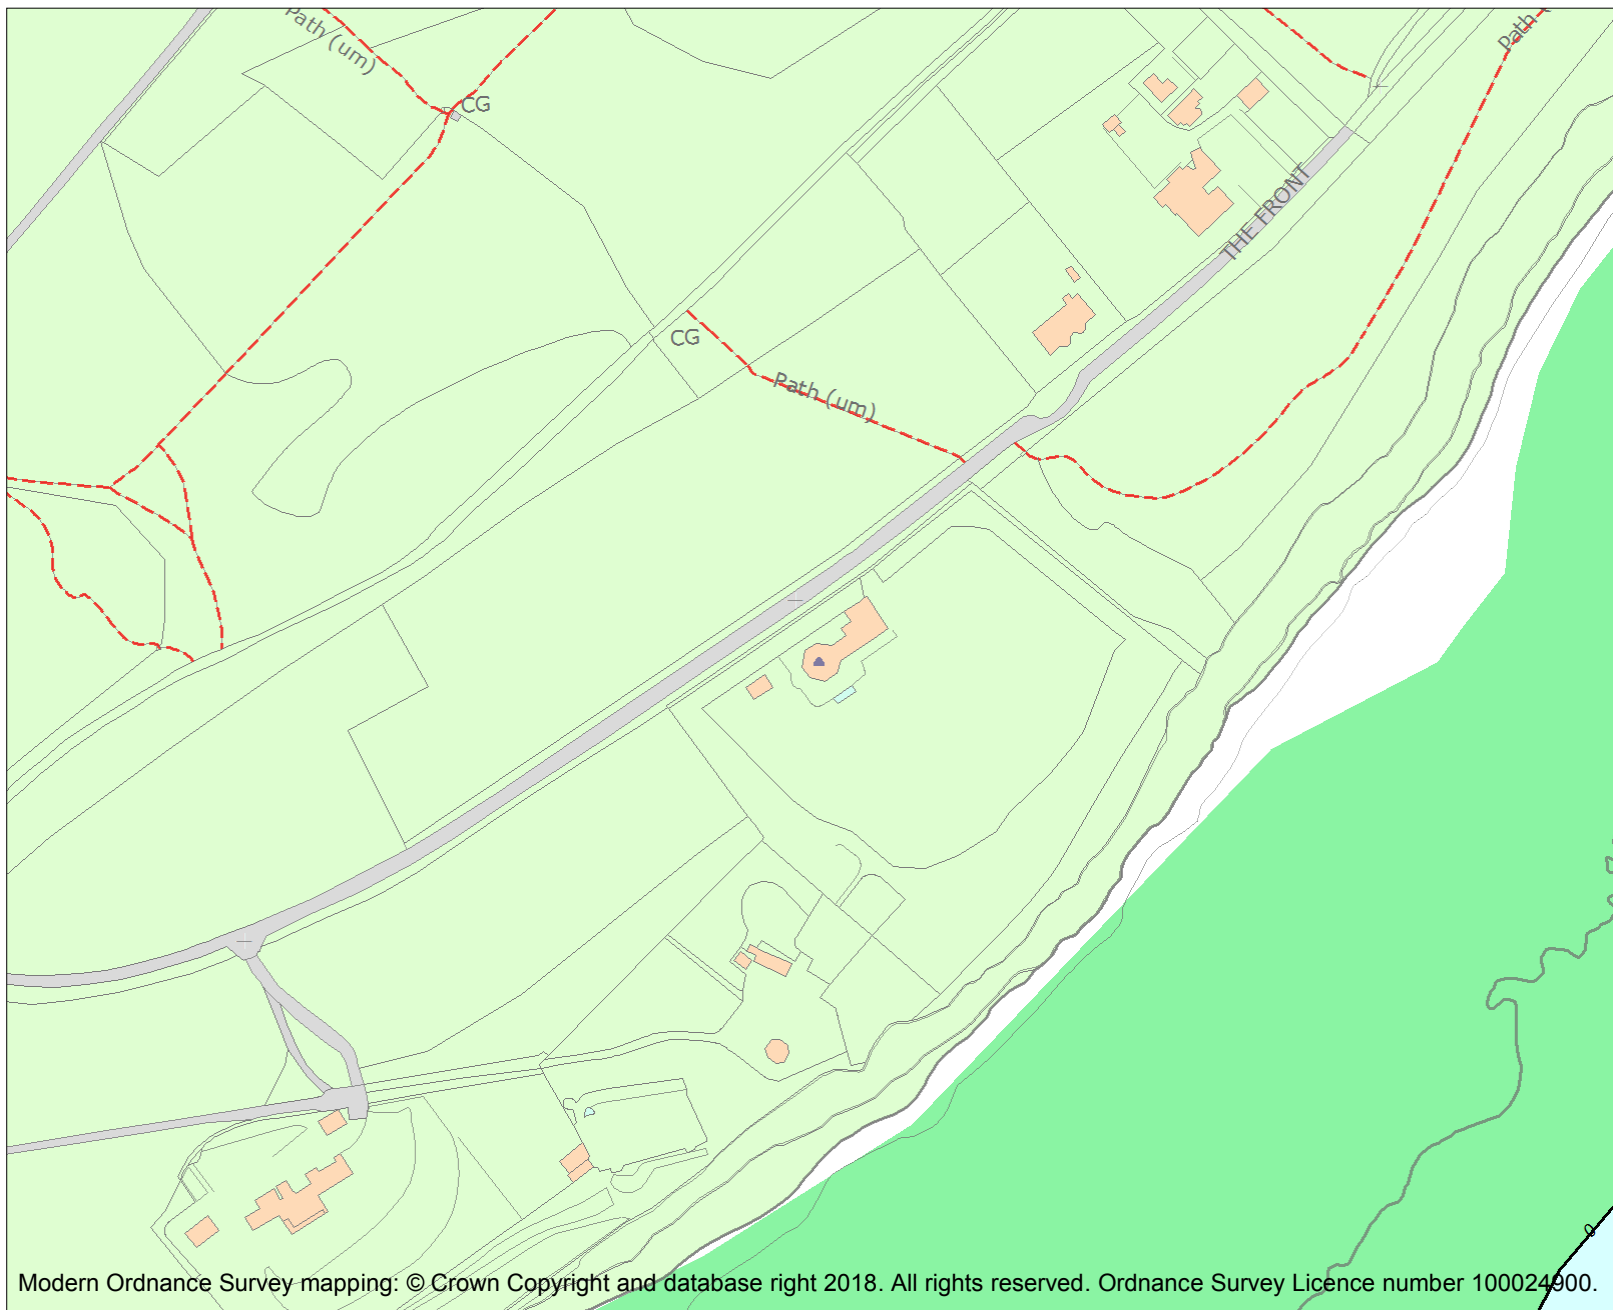 Path (um)
CG
Path
THE FRONT
CG
Path (um)
0
Modern Ordnance Survey mapping: © Crown Copyright and database right 2018. All rights reserved. Ordnance Survey Licence number 100024900.